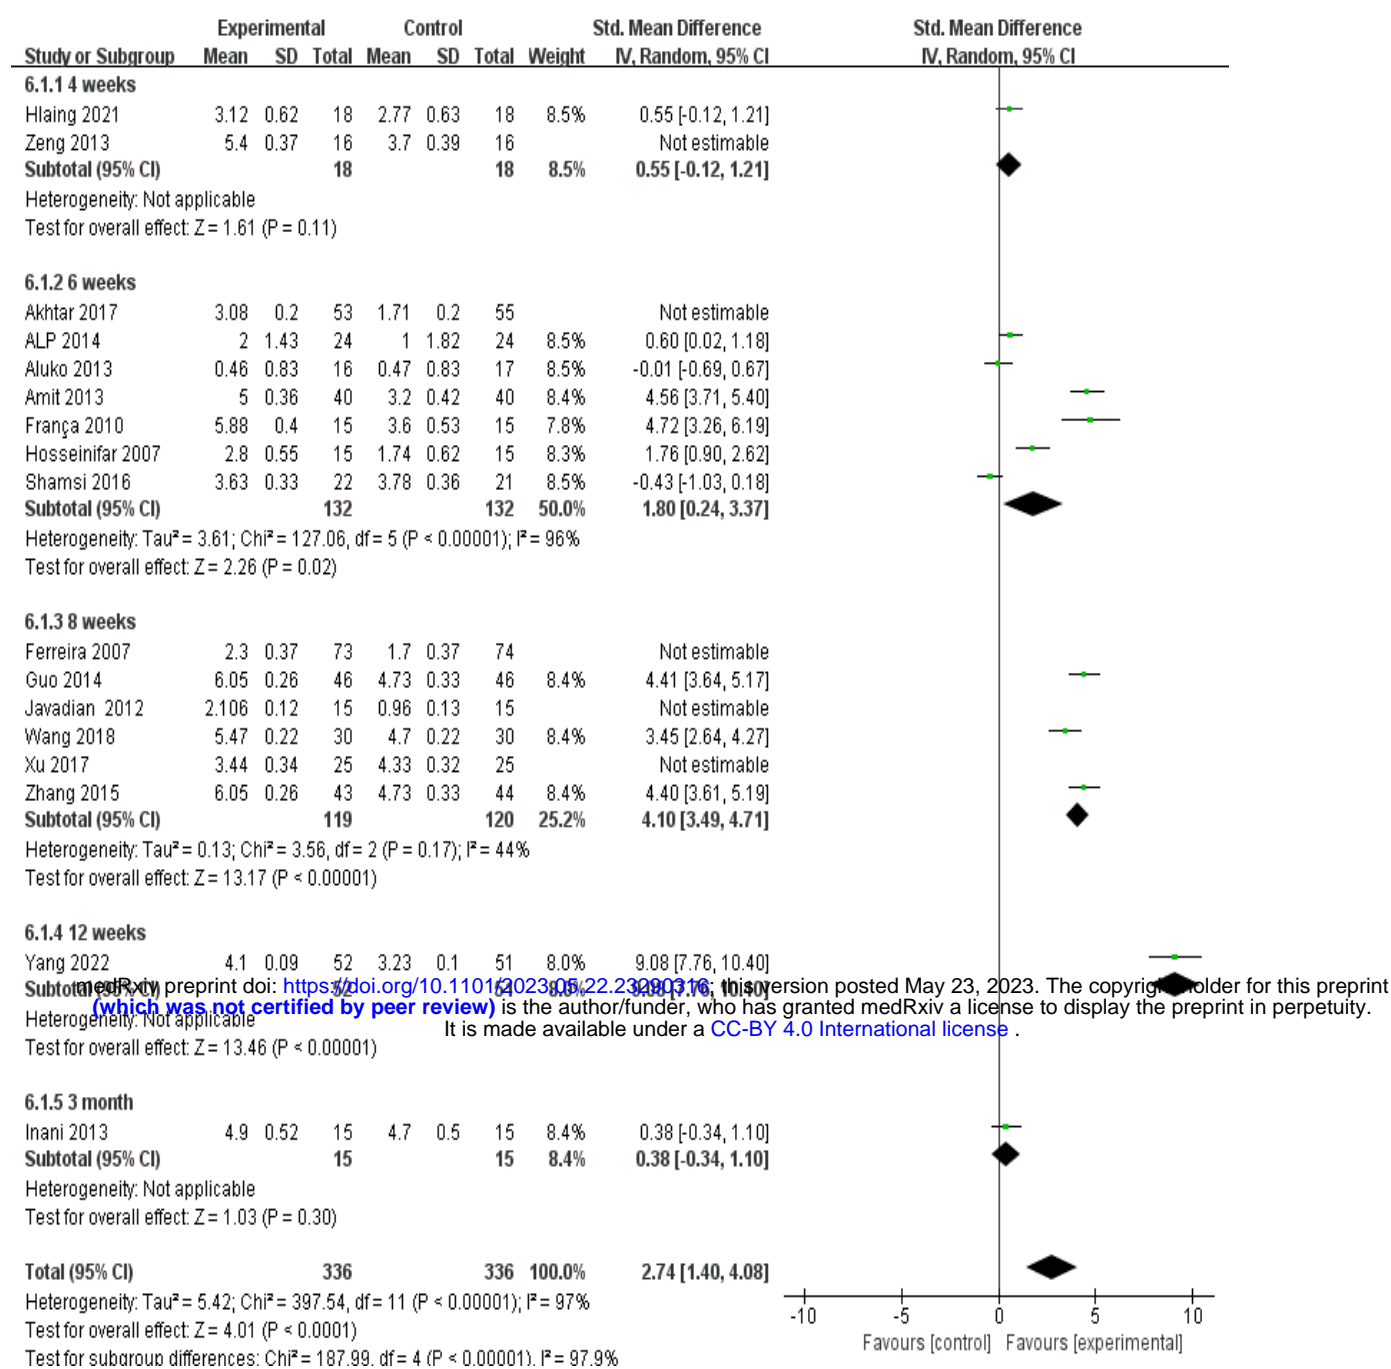 Experimental Control Std. Mean Difference Std. Mean Difference
Study or Subgroup Mean SD Total Mean SD Total Weight IV, Random, 95% CI IV, Random, 95% CI
6.1.1 4 weeks
Hlaing 2021 3.12 0.62 18 2.77 0.63 18 8.5% 0.55 [-0.12, 1.21]
Zeng 2013 5.4 0.37 16 3.7 0.39 16 Not estimable
Subtotal (95% CI) 18 18 8.5% 0.55 [-0.12, 1.21]
Heterogeneity: Not applicable
Test for overall effect: Z = 1.61 (P = 0.11)
6.1.2 6 weeks
Akhtar 2017 3.08 0.2 53 1.71 0.2 55 Not estimable
ALP 2014 2 1.43 24 1 1.82 24 8.5% 0.60 [0.02, 1.18]
Aluko 2013 0.46 0.83 16 0.47 0.83 17 8.5% -0.01 [-0.69, 0.67]
Amit 2013 5 0.36 40 3.2 0.42 40 8.4% 4.56 [3.71, 5.40]
França 2010 5.88 0.4 15 3.6 0.53 15 7.8% 4.72 [3.26, 6.19]
Hosseinifar 2007 2.8 0.55 15 1.74 0.62 15 8.3% 1.76 [0.90, 2.62]
Shamsi 2016 3.63 0.33 22 3.78 0.36 21 8.5% -0.43 [-1.03, 0.18]
Subtotal (95% CI) 132 132 50.0% 1.80 [0.24, 3.37]
Heterogeneity: Tau² = 3.61; Chi² = 127.06, df = 5 (P < 0.00001); I² = 96%
Test for overall effect: Z = 2.26 (P = 0.02)
6.1.3 8 weeks
Ferreira 2007 2.3 0.37 73 1.7 0.37 74 Not estimable
Guo 2014 6.05 0.26 46 4.73 0.33 46 8.4% 4.41 [3.64, 5.17]
Javadian 2012 2.106 0.12 15 0.96 0.13 15 Not estimable
Wang 2018 5.47 0.22 30 4.7 0.22 30 8.4% 3.45 [2.64, 4.27]
Xu 2017 3.44 0.34 25 4.33 0.32 25 Not estimable
Zhang 2015 6.05 0.26 43 4.73 0.33 44 8.4% 4.40 [3.61, 5.19]
Subtotal (95% CI) 119 120 25.2% 4.10 [3.49, 4.71]
Heterogeneity: Tau² = 0.13; Chi² = 3.56, df = 2 (P = 0.17); I² = 44%
Test for overall effect: Z = 13.17 (P < 0.00001)
6.1.4 12 weeks
Yang 2022 4.1 0.09 52 3.23 0.1 51 8.0% 9.08 [7.76, 10.40]
Subtotal (95% CI)
medRxiv preprint doi: https://doi.org/10.1101/2023.05.22.23290316; this version posted May 23, 2023. The copyright holder for this preprint
(which was not certified by peer review) is the author/funder, who has granted medRxiv a license to display the preprint in perpetuity.
Heterogeneity: Not applicable
It is made available under a CC-BY 4.0 International license .
Test for overall effect: Z = 13.46 (P < 0.00001)
6.1.5 3 month
Inani 2013 4.9 0.52 15 4.7 0.5 15 8.4% 0.38 [-0.34, 1.10]
Subtotal (95% CI) 15 15 8.4% 0.38 [-0.34, 1.10]
Heterogeneity: Not applicable
Test for overall effect: Z = 1.03 (P = 0.30)
Total (95% CI) 336 336 100.0% 2.74 [1.40, 4.08]
Heterogeneity: Tau² = 5.42; Chi² = 397.54, df = 11 (P < 0.00001); I² = 97%
Test for overall effect: Z = 4.01 (P < 0.0001)
Test for subgroup differences: Chi² = 187.99, df = 4 (P < 0.00001), I² = 97.9%
-10 -5 0 5 10
Favours [control] Favours [experimental]